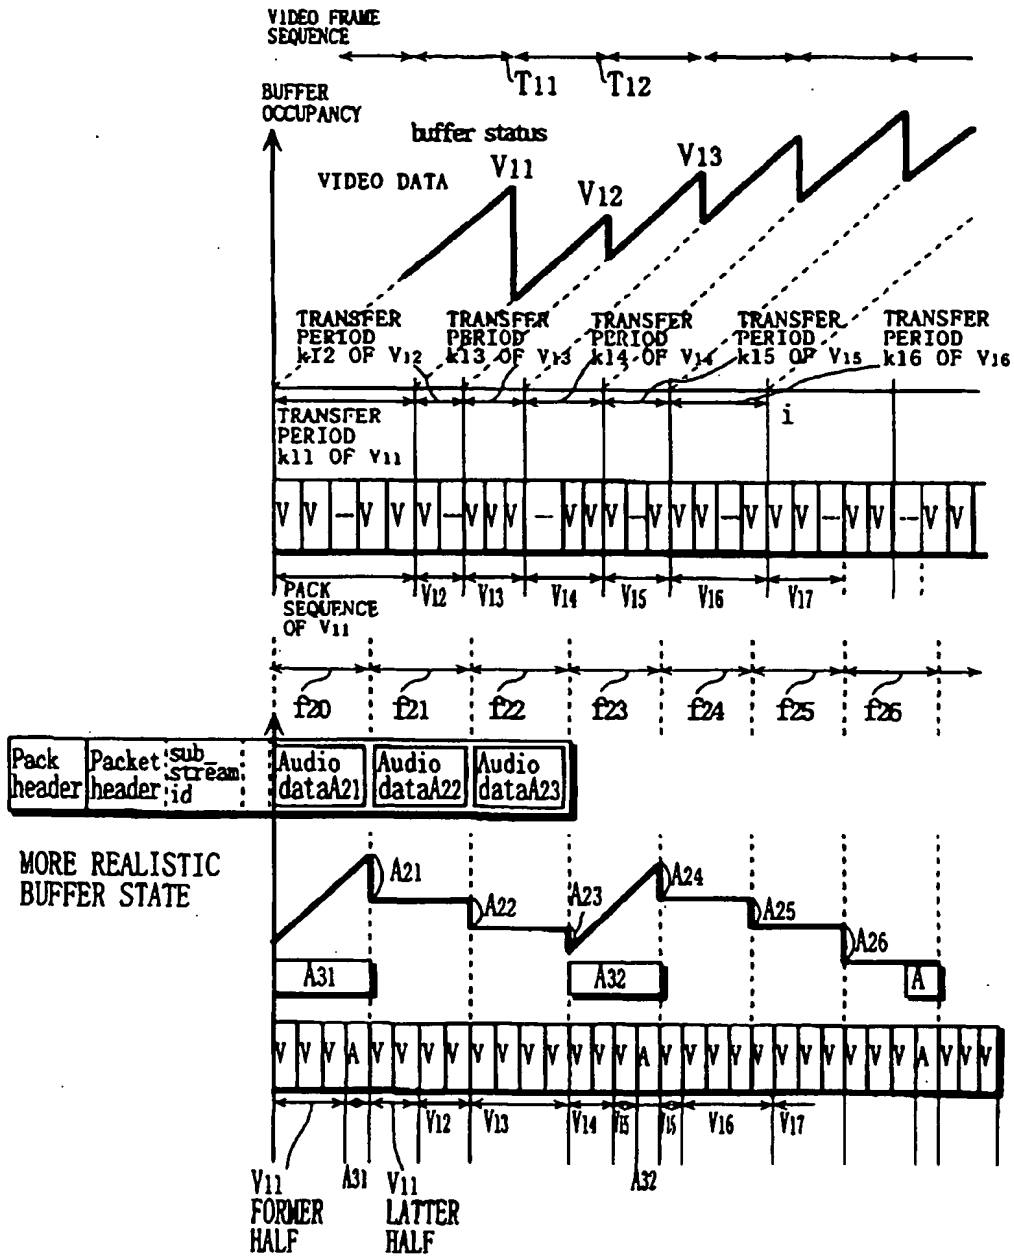 VIDEO FRAME
SEQUENCE
T11 T12
BUFFER
OCCUPANCY
buffer status
VIDEO DATA
V11 V12 V13
TRANSFER PERIOD k12 OF V12
TRANSFER PERIOD k13 OF V13
TRANSFER PERIOD k14 OF V14
TRANSFER PERIOD k15 OF V15
TRANSFER PERIOD k16 OF V16
i
TRANSFER
PERIOD
k11 OF V11
V V – V V V – V V V – V V V – V V V – V V V – V V – V V
PACK
SEQUENCE
OF V11
V12 V13 V14 V15 V16 V17
f20 f21 f22 f23 f24 f25 f26
Pack header
Packet header
sub_stream id
Audio dataA21
Audio dataA22
Audio dataA23
MORE REALISTIC
BUFFER STATE
A21 A22 A23 A24 A25 A26
A31 A32 A
V V V A V V V V V V V V V V V A V V V V V V V V V V V A V V V
V12 V13 V14 V15 V15 V16 V17
A31 A32
V11
FORMER
HALF
V11
LATTER
HALF